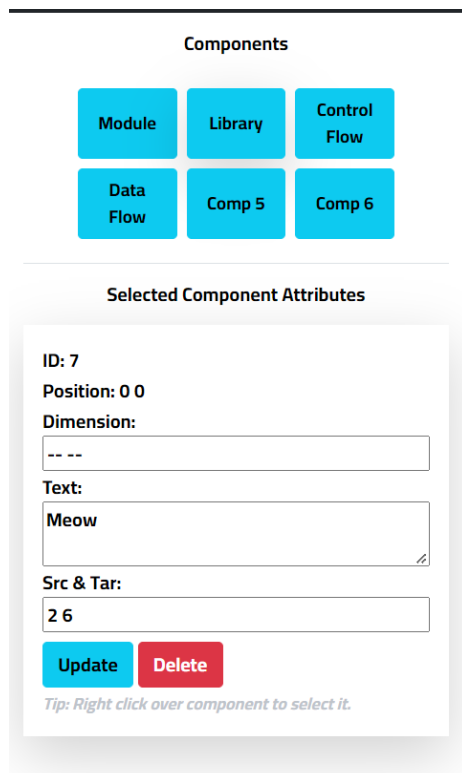 Components
Module Library Control
Flow
Data
Flow Comp 5 Comp 6
Selected Component Attributes
ID: 7
Position: 0 0
Dimension:
-- --
Text:
Meow
Src & Tar:
2 6
Update Delete
Tip: Right click over component to select it.